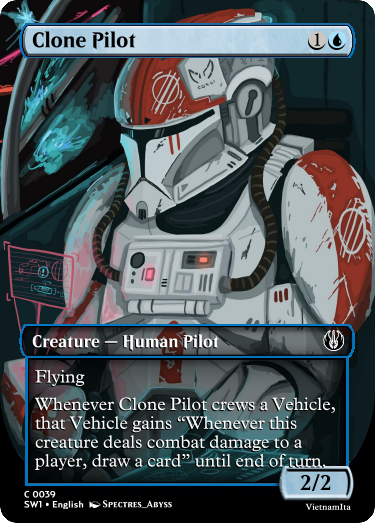 Clone Pilot 1
Creature — Human Pilot
Flying
Whenever Clone Pilot crews a Vehicle,
that Vehicle gains “Whenever this
creature deals combat damage to a
player, draw a card” until end of turn.
2/2
C 0039
SW1 • English SPECTRES_ABYSS
VietnamIta